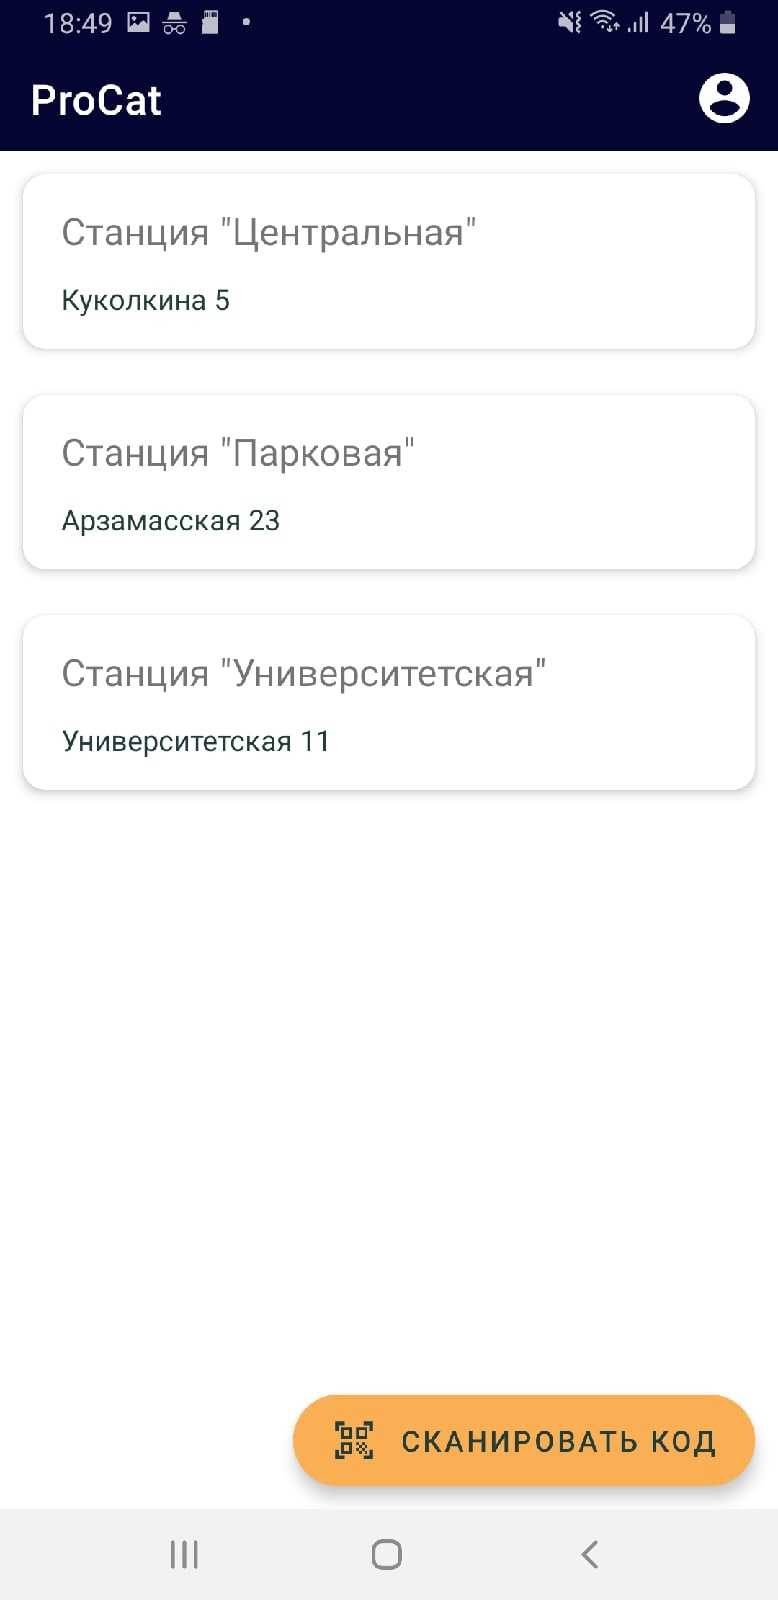 18:49 47%
ProCat
Станция "Центральная"
Куколкина 5
Станция "Парковая"
Арзамасская 23
Станция "Университетская"
Университетская 11
СКАНИРОВАТЬ КОД